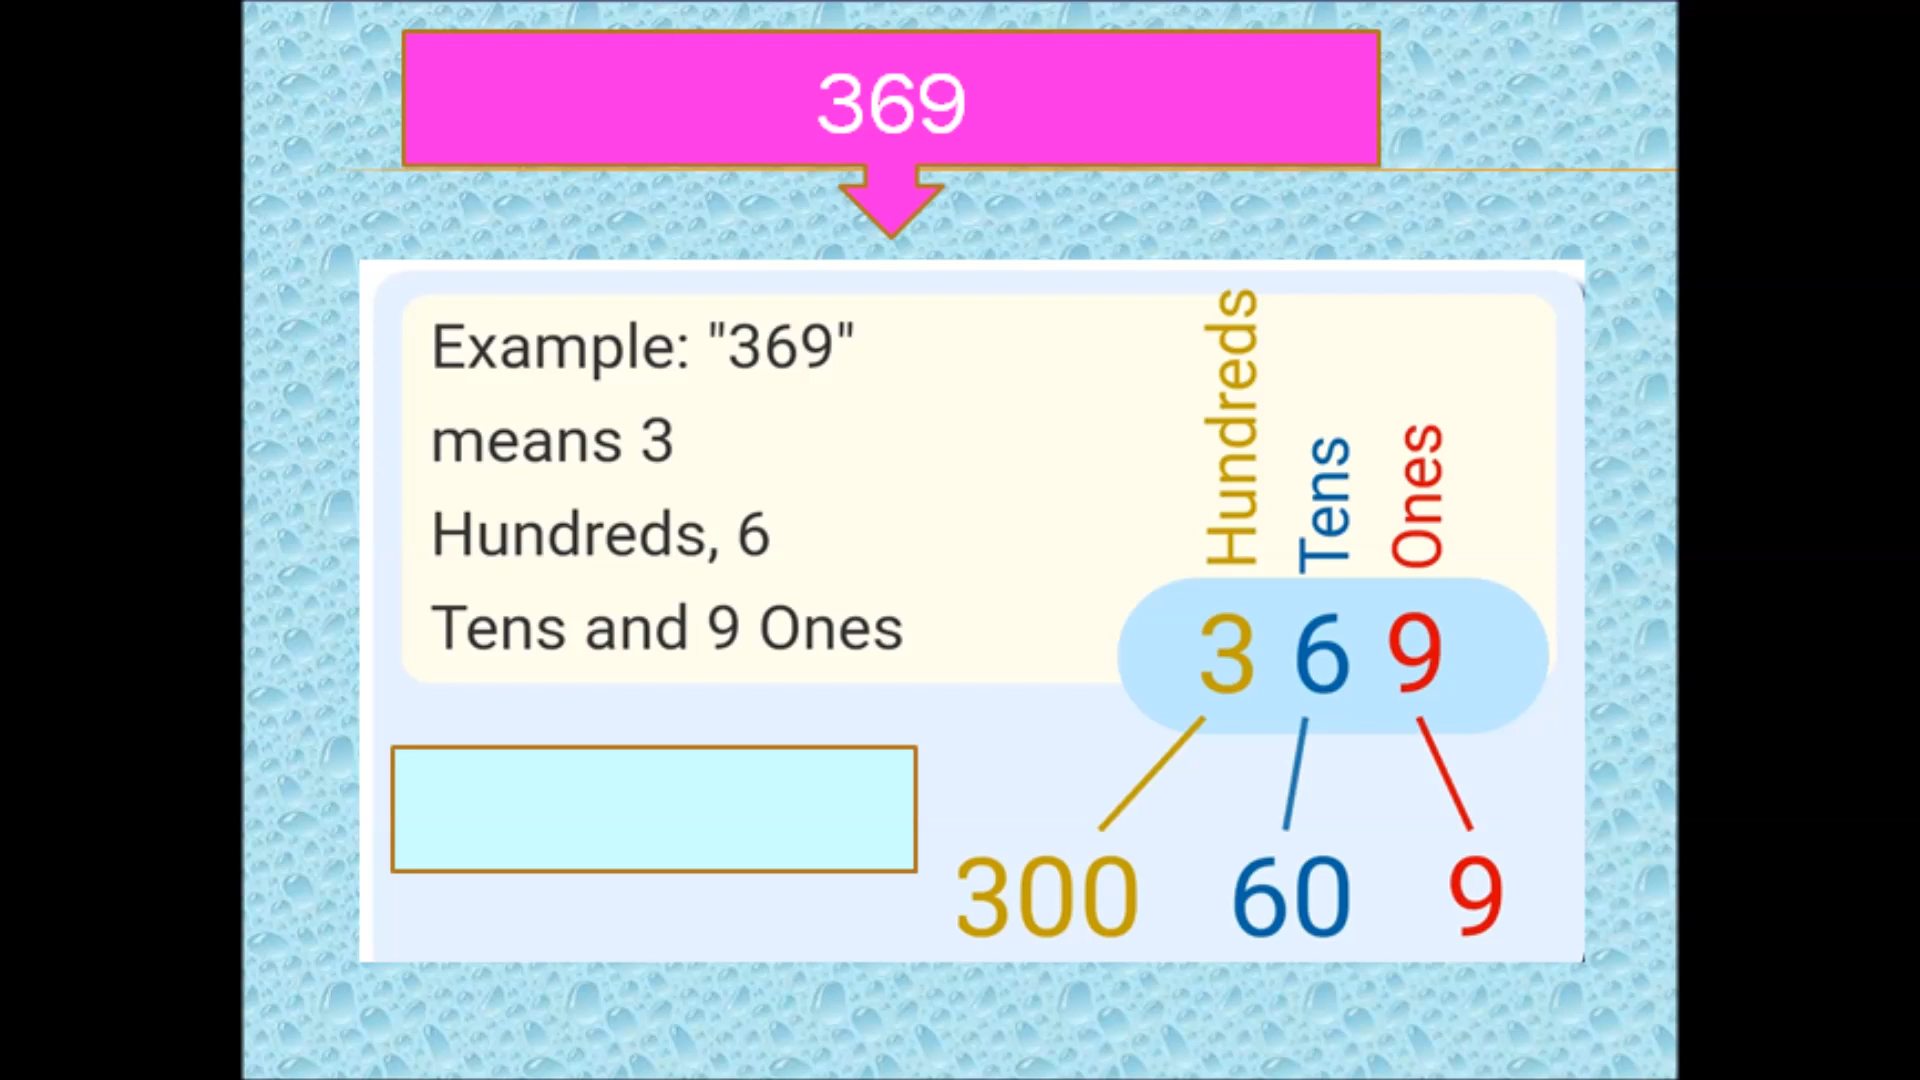 369
Example: "369"
means 3
Hundreds, 6
Tens and 9 Ones
Hundreds
Tens
Ones
3 6 9
300 60 9